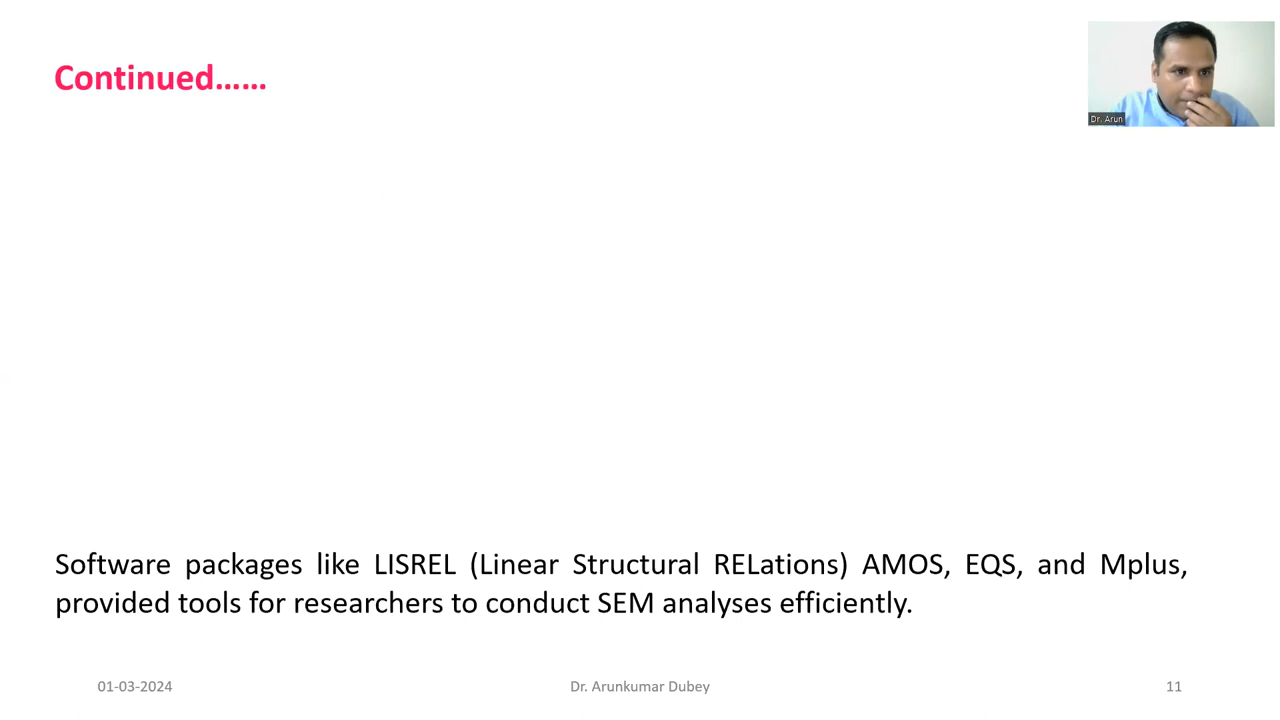 Continued......
Dr. Arun
Software packages like LISREL (Linear Structural RELations) AMOS, EQS, and Mplus,
provided tools for researchers to conduct SEM analyses efficiently.
01-03-2024
Dr. Arunkumar Dubey
11